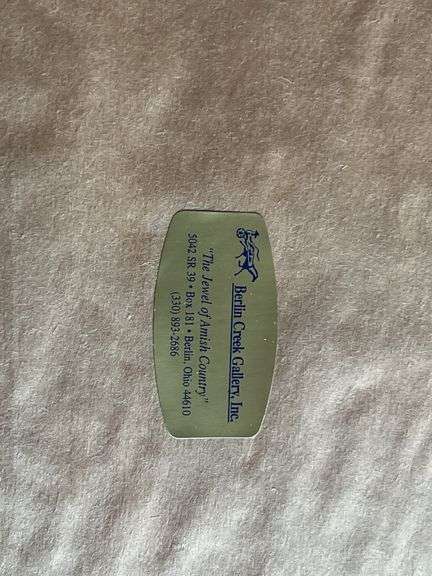 Berlin Creek Gallery, Inc.
"The Jewel of Amish Country"
5042 SR 39 • Box 181 • Berlin, Ohio 44610
(330) 893-2686